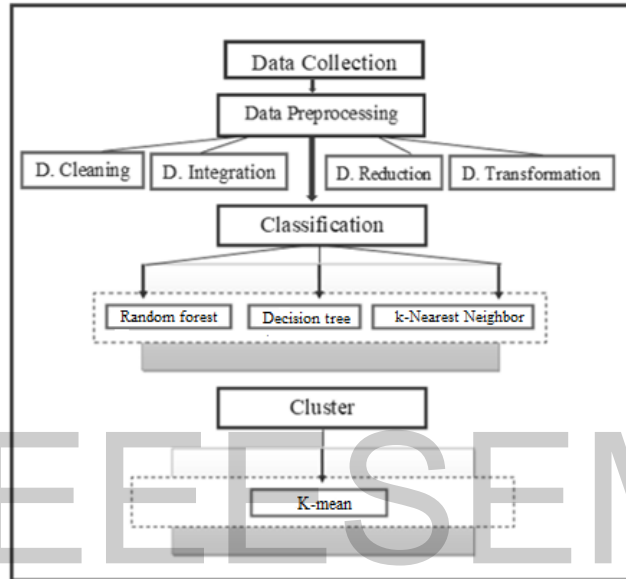 Data Collection
Data Preprocessing
D. Cleaning
D. Integration
D. Reduction
D. Transformation
Classification
Random forest
Decision tree
k-Nearest Neighbor
Cluster
K-mean
EELSEM